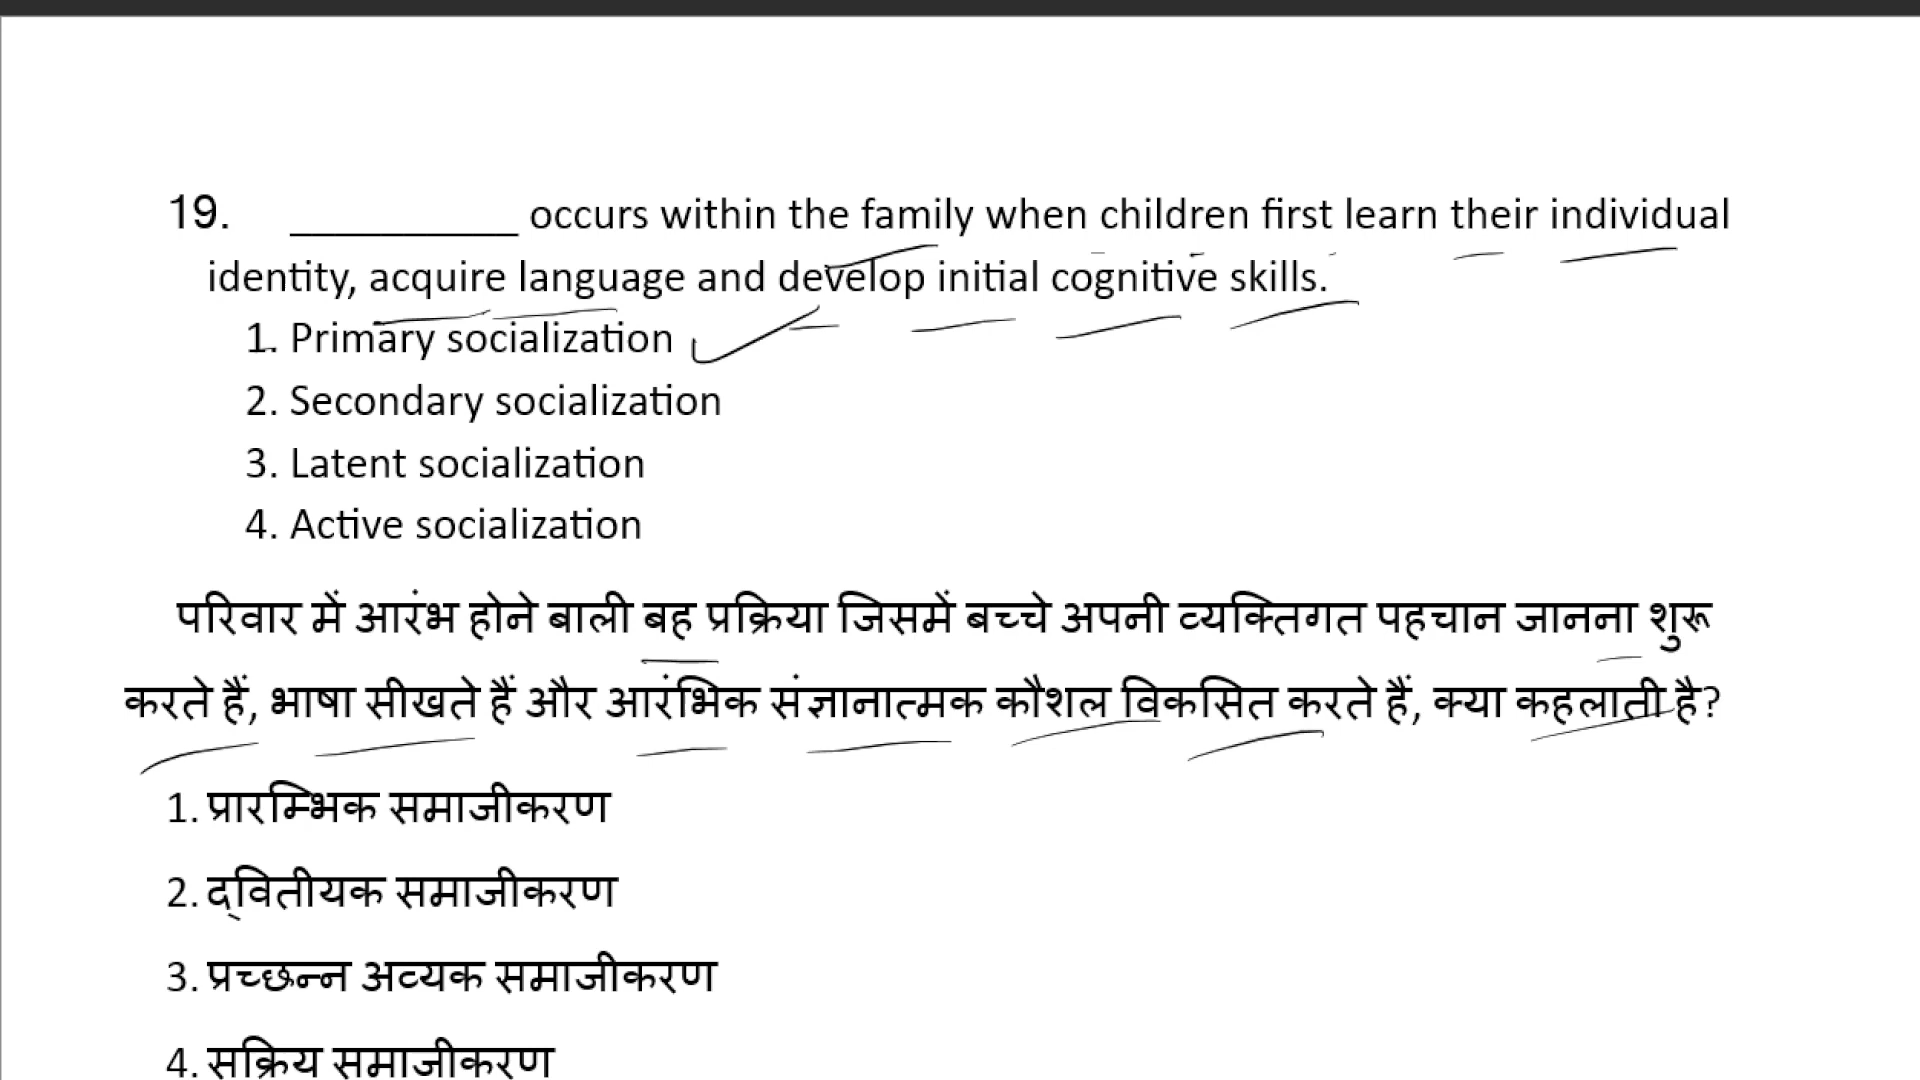 19. __________ occurs within the family when children first learn their individual
identity, acquire language and develop initial cognitive skills.
1. Primary socialization
2. Secondary socialization
3. Latent socialization
4. Active socialization
परिवार में आरंभ होने बाली बह प्रक्रिया जिसमें बच्चे अपनी व्यक्तिगत पहचान जानना शुरू
करते हैं, भाषा सीखते हैं और आरंभिक संज्ञानात्मक कौशल विकसित करते हैं, क्या कहलाती है?
1. प्रारम्भिक समाजीकरण
2. द्वितीयक समाजीकरण
3. प्रच्छन्न अव्यक समाजीकरण
4. सक्रिय समाजीकरण